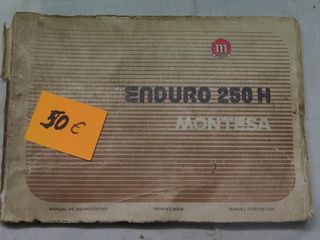 m
ENDURO 250 H
MONTESA
50 €
MANUAL DE INSTRUCCIONES OWNER'S BOOK MANUEL D'ENTRETIEN